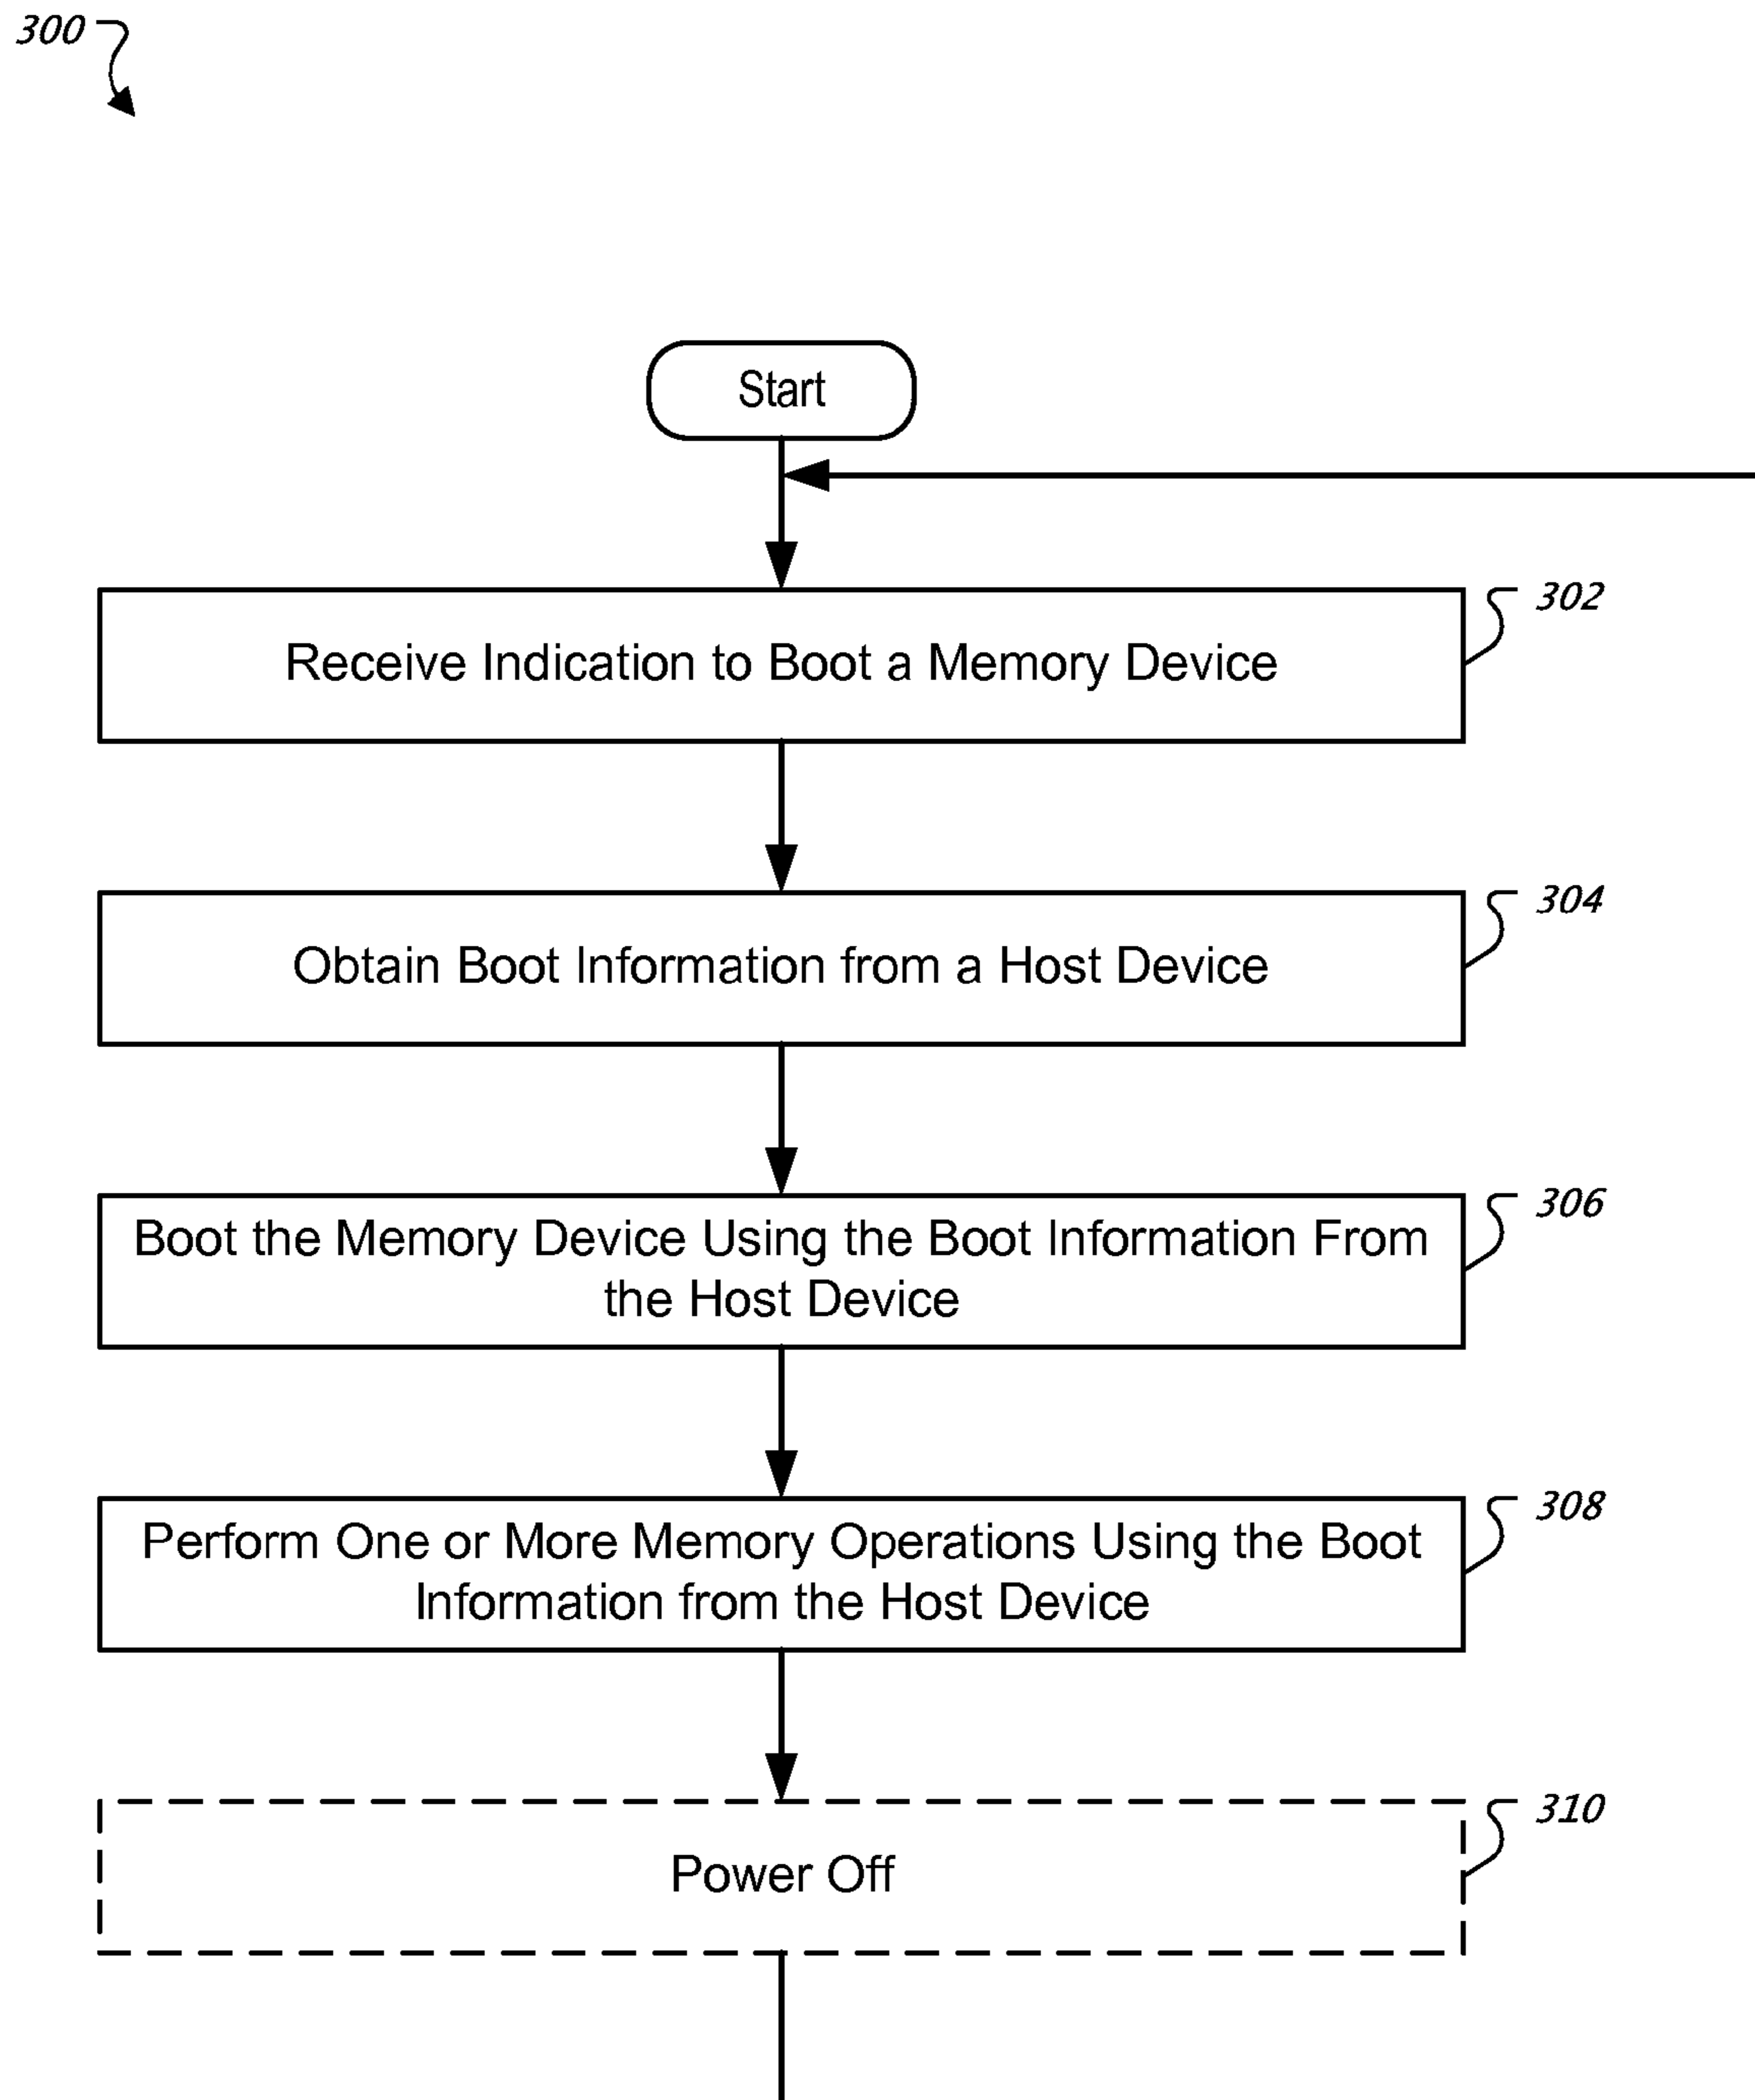 300
Start
302
Receive Indication to Boot a Memory Device
304
Obtain Boot Information from a Host Device
306
Boot the Memory Device Using the Boot Information From
the Host Device
308
Perform One or More Memory Operations Using the Boot
Information from the Host Device
310
Power Off